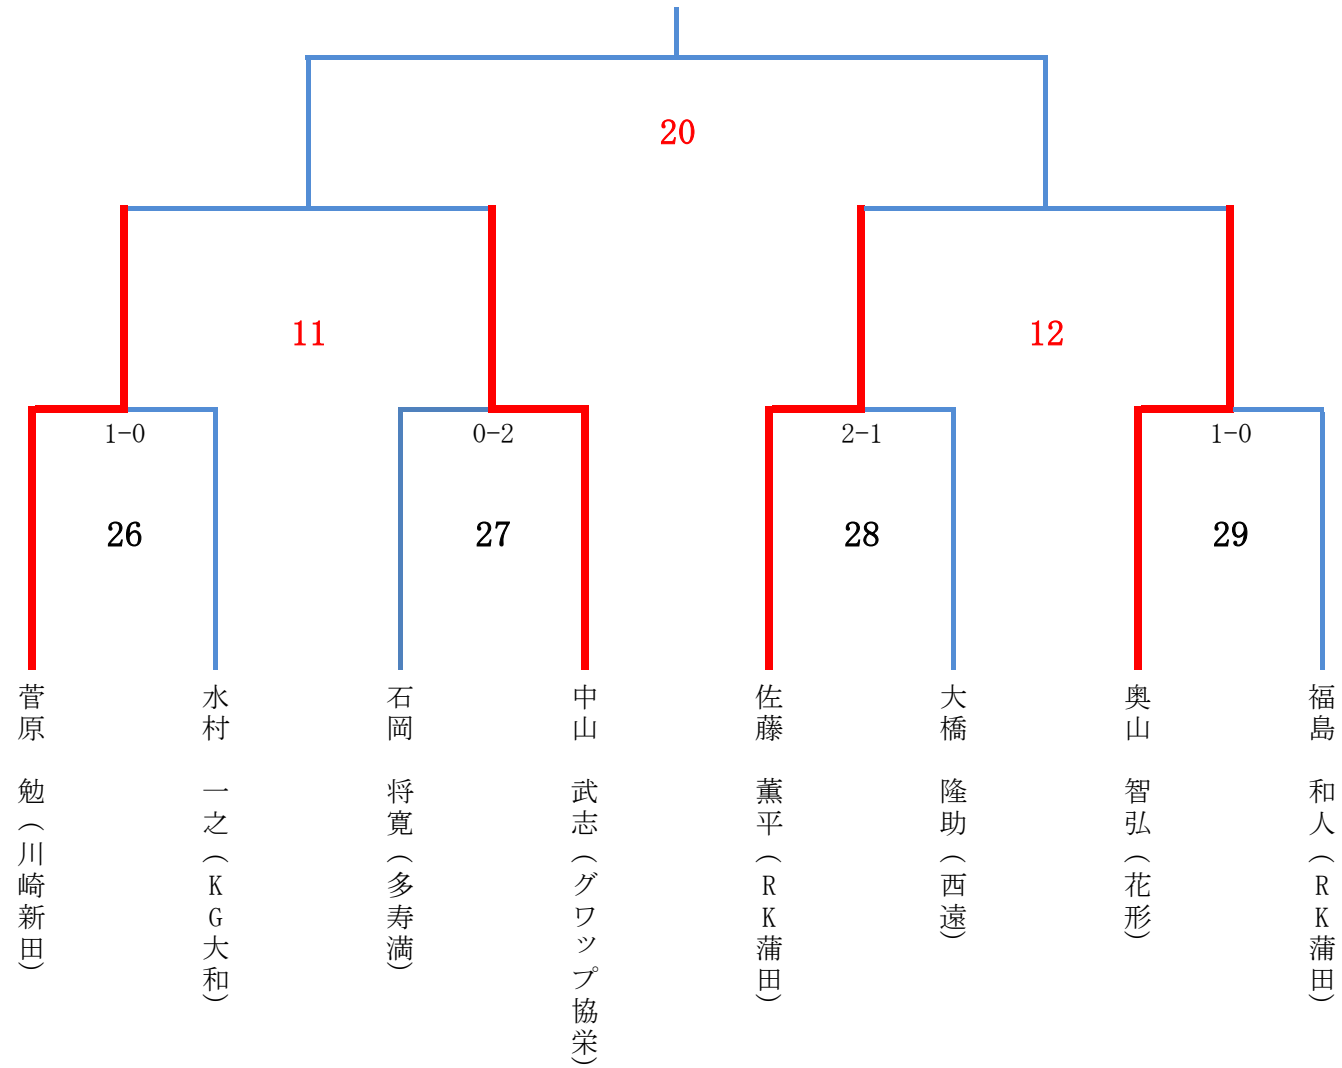 20
11
12
1-0
0-2
2-1
1-0
26
27
28
29
菅原 勉(川崎新田)
水村 一之(KG大和)
石岡 将寛(多寿満)
中山 武志(グワップ協栄)
佐藤 薫平(RK蒲田)
大橋 隆助(西遠)
奥山 智弘(花形)
福島 和人(RK蒲田)